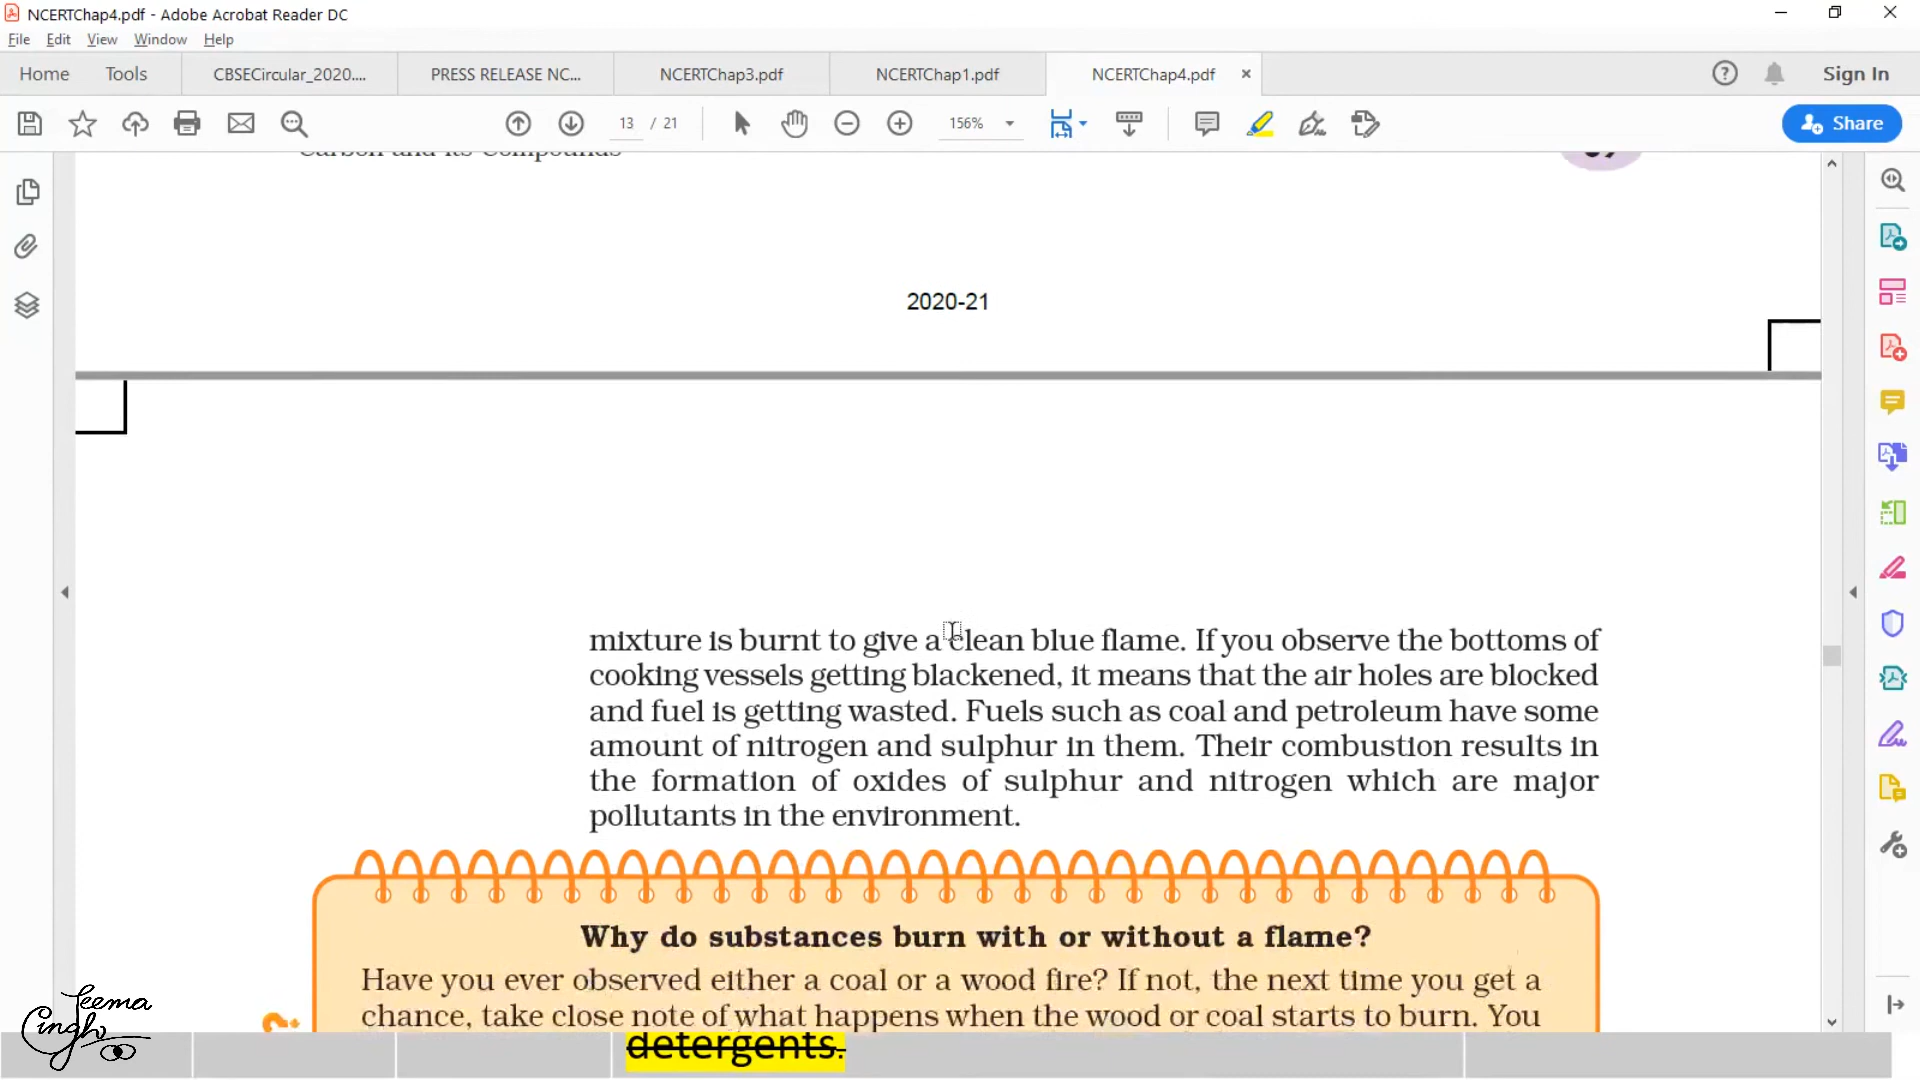 NCERTChap4.pdf - Adobe Acrobat Reader DC
File Edit View Window Help
Home Tools CBSECircular_2020.... PRESS RELEASE NC... NCERTChap3.pdf NCERTChap1.pdf NCERTChap4.pdf × Sign In
13 / 21 156% Share
Carbon and its Compounds
2020-21
mixture is burnt to give a clean blue flame. If you observe the bottoms of
cooking vessels getting blackened, it means that the air holes are blocked
and fuel is getting wasted. Fuels such as coal and petroleum have some
amount of nitrogen and sulphur in them. Their combustion results in
the formation of oxides of sulphur and nitrogen which are major
pollutants in the environment.
Why do substances burn with or without a flame?
Have you ever observed either a coal or a wood fire? If not, the next time you get a
chance, take close note of what happens when the wood or coal starts to burn. You
detergents.